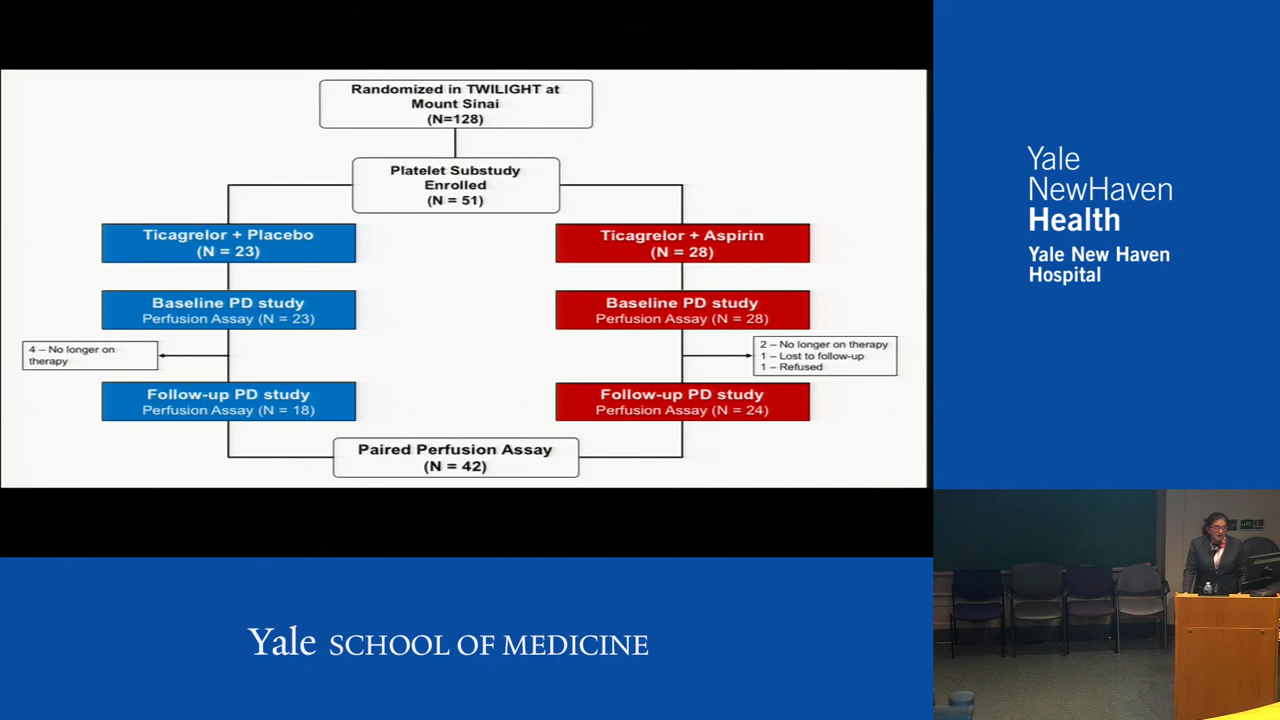 Randomized in TWILIGHT at
Mount Sinai
(N=128)
Platelet Substudy
Enrolled
(N = 51)
Ticagrelor + Placebo
(N = 23)
Ticagrelor + Aspirin
(N = 28)
Baseline PD study
Perfusion Assay (N = 23)
Baseline PD study
Perfusion Assay (N = 28)
4 – No longer on
therapy
2 – No longer on therapy
1 – Lost to follow-up
1 – Refused
Follow-up PD study
Perfusion Assay (N = 18)
Follow-up PD study
Perfusion Assay (N = 24)
Paired Perfusion Assay
(N = 42)
Yale
NewHaven
Health
Yale New Haven
Hospital
Yale SCHOOL OF MEDICINE